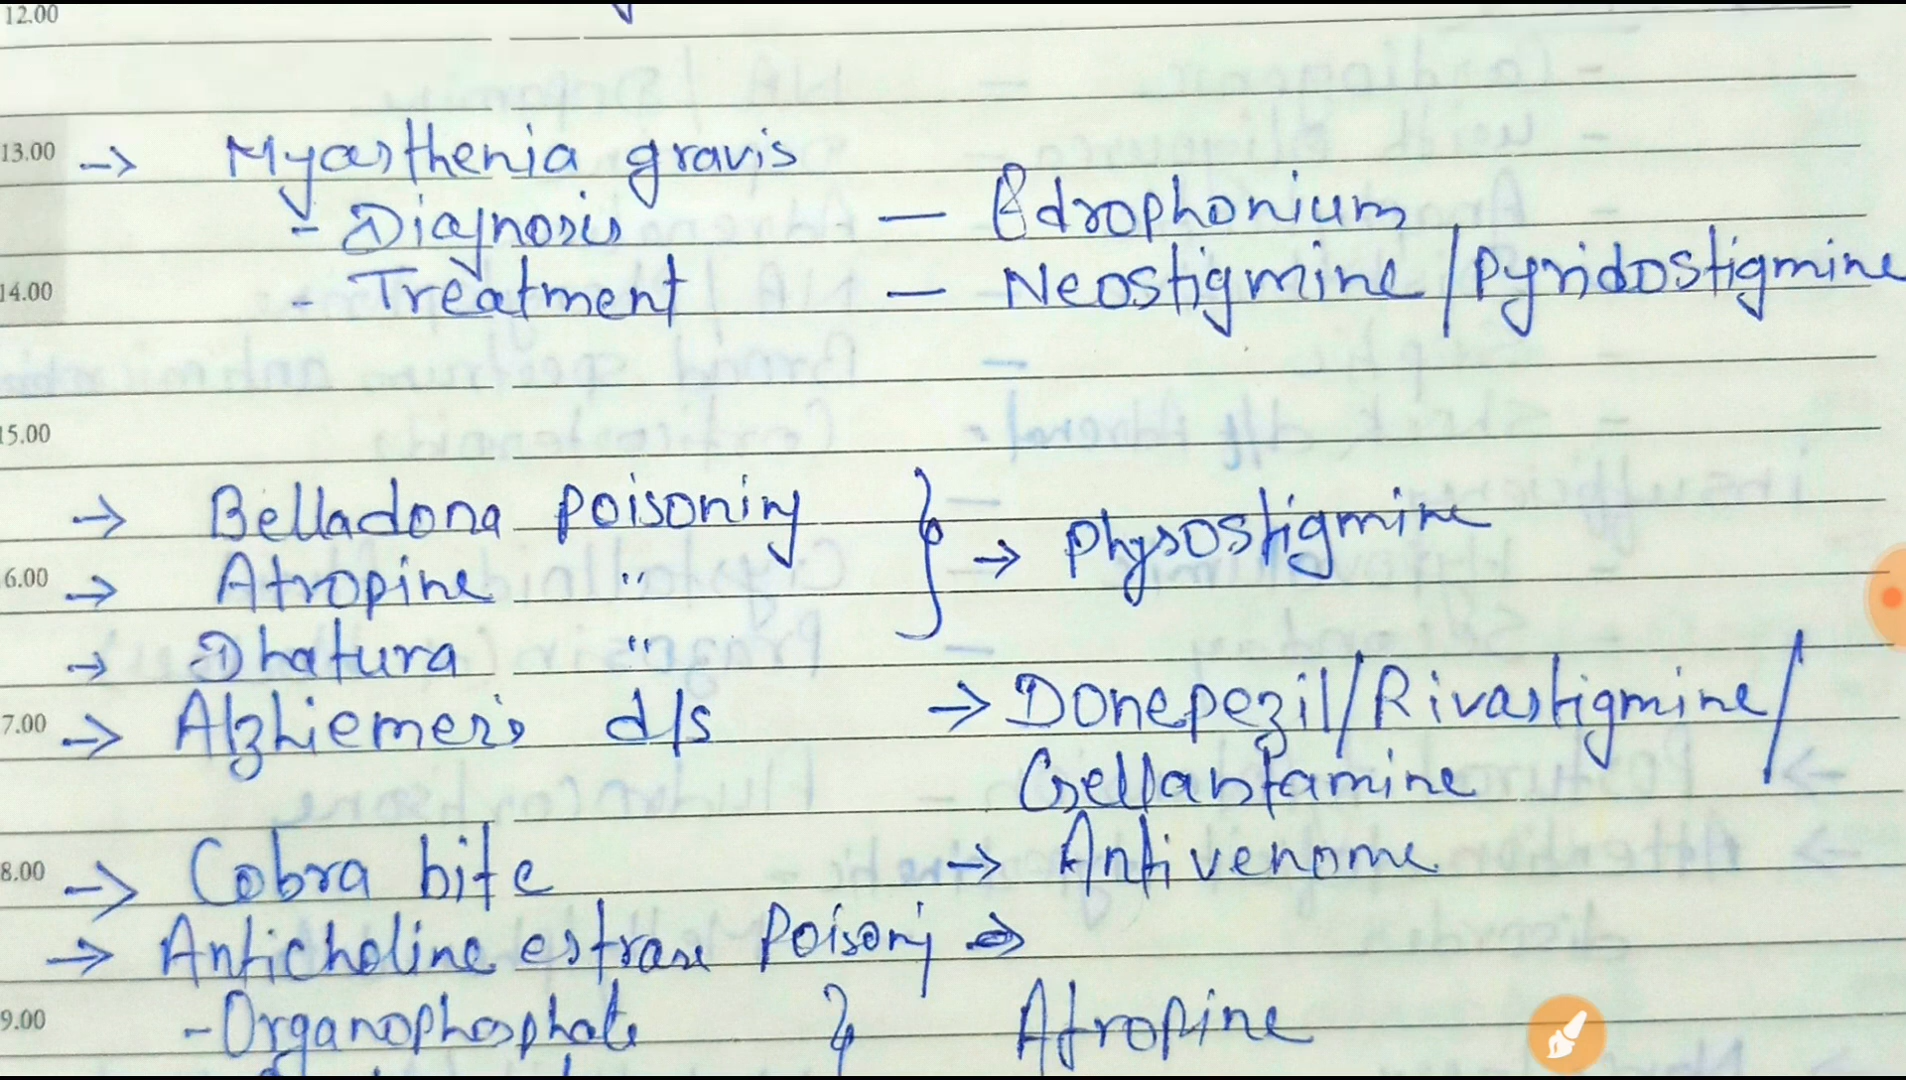 12.00
13.00 → Myasthenia gravis
- Diagnosis — Edrophonium
14.00 - Treatment — Neostigmine/Pyridostigmine
15.00
→ Belladona poisoning
} → Physostigmine
6.00 → Atropine "
→ Dhatura "
7.00 → Alzhiemer's d/s → Donepezil/Rivastigmine/
Gellantamine
8.00 → Cobra bite → Antivenome
→ Anticholine estrase Poisoni →
9.00 - Organophosphate } Atropine